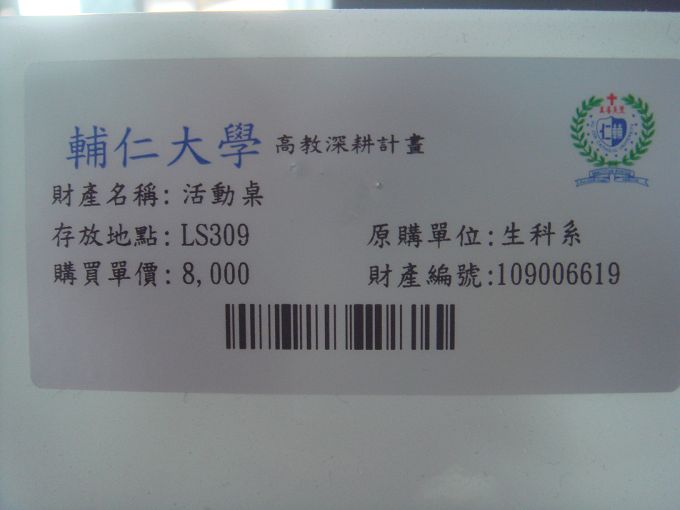 輔仁大學 高教深耕計畫
財產名稱: 活動桌
存放地點: LS309 原購單位:生科系
購買單價: 8,000 財產編號:109006619